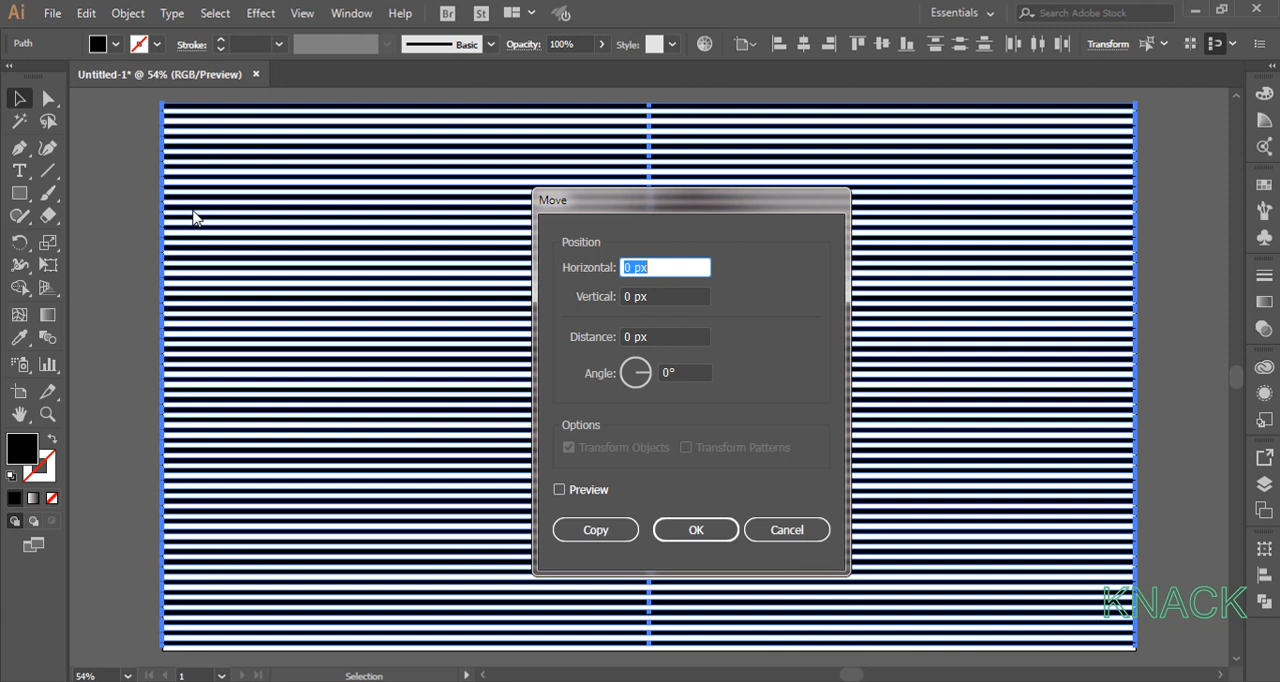 Ai File Edit Object Type Select Effect View Window Help Br St Essentials Search Adobe Stock
Path Stroke: Basic Opacity: 100% Style: Transform
Untitled-1* @ 54% (RGB/Preview)
Move
Position
Horizontal: 0 px
Vertical: 0 px
Distance: 0 px
Angle: 0°
Options
Transform Objects Transform Patterns
Preview
Copy OK Cancel
KNACK
54% 1 Selection